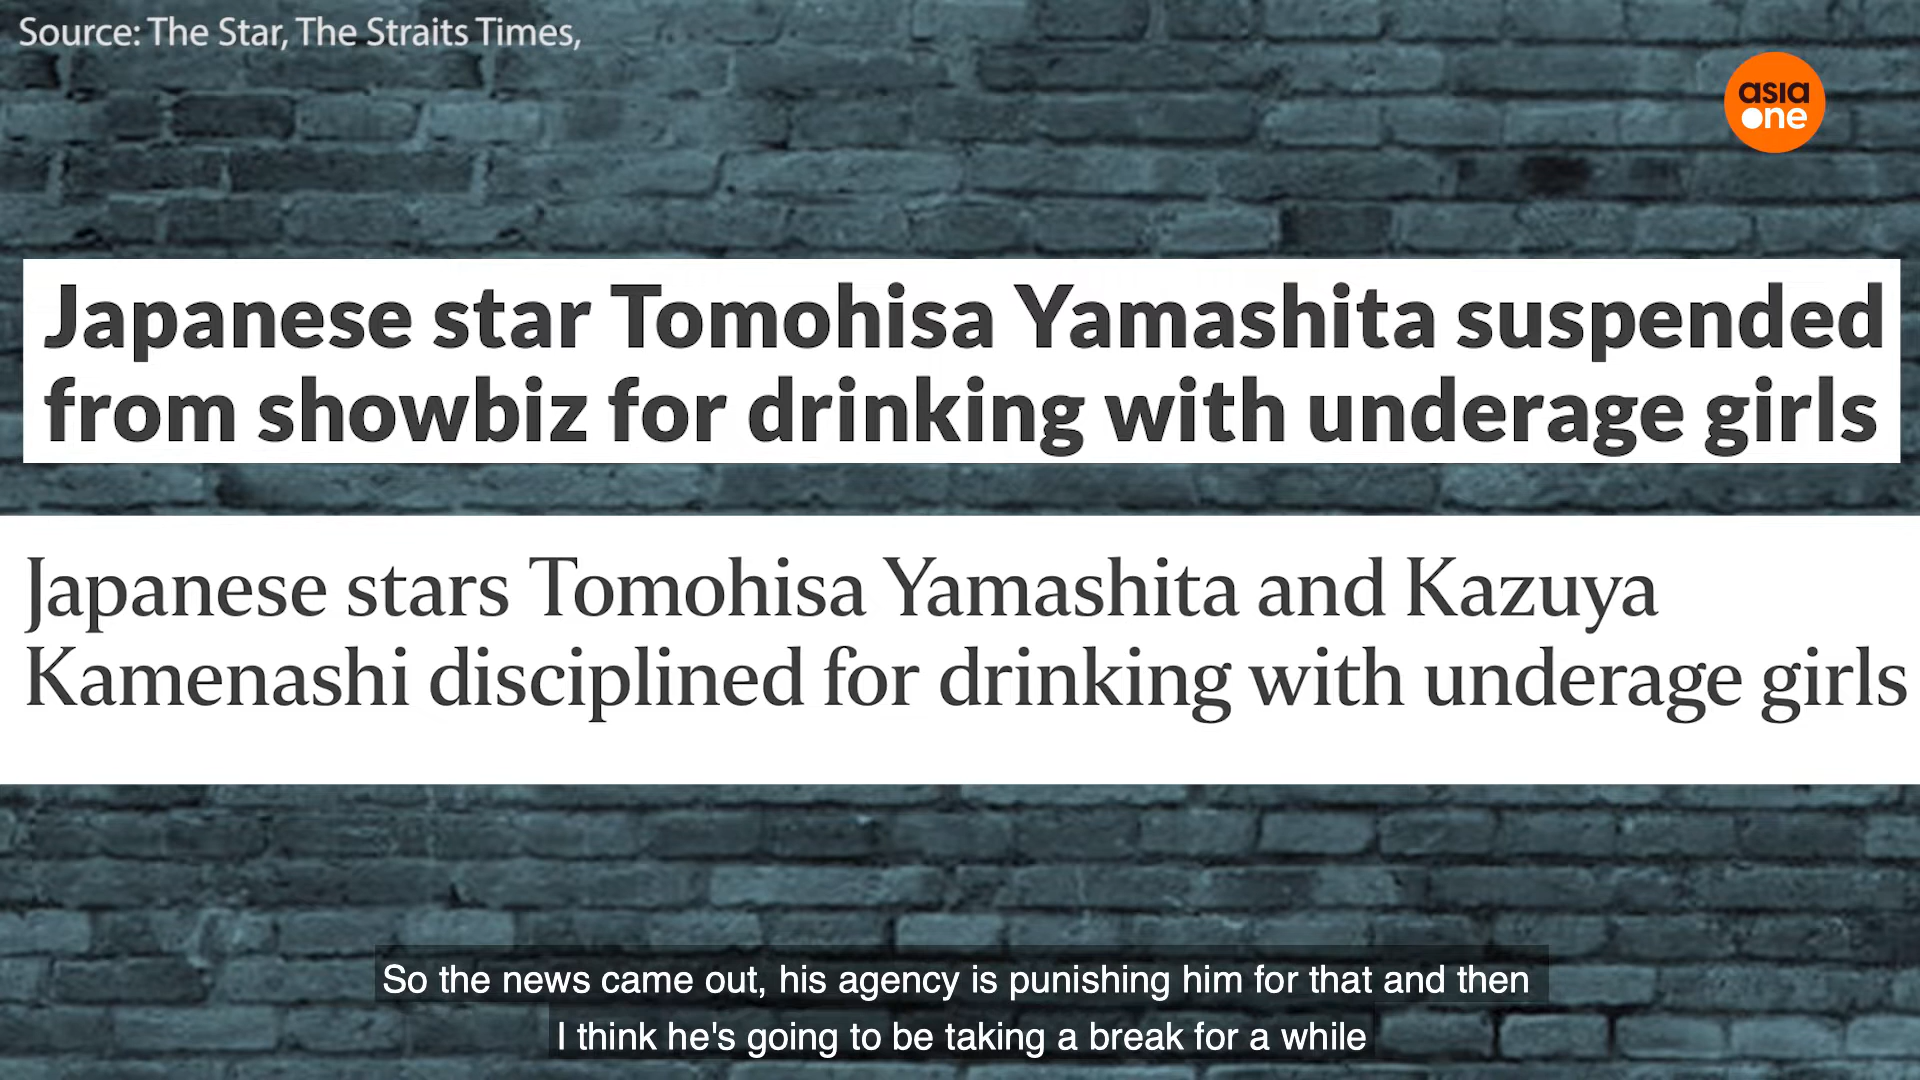 Source: The Star, The Straits Times,
asia
one
Japanese star Tomohisa Yamashita suspended
from showbiz for drinking with underage girls
Japanese stars Tomohisa Yamashita and Kazuya
Kamenashi disciplined for drinking with underage girls
So the news came out, his agency is punishing him for that and then
I think he's going to be taking a break for a while